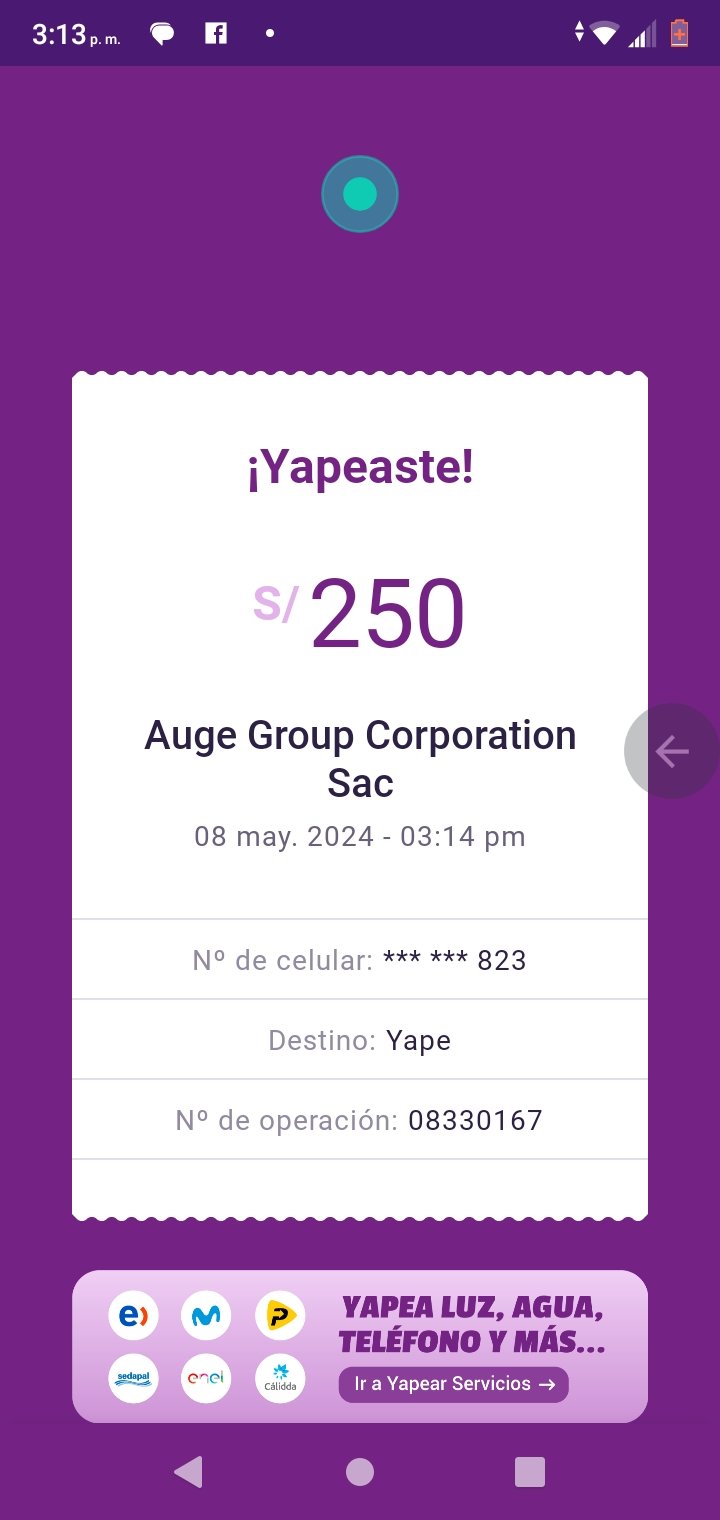 3:13 p. m.
¡Yapeaste!
S/ 250
Auge Group Corporation
Sac
08 may. 2024 - 03:14 pm
Nº de celular: *** *** 823
Destino: Yape
Nº de operación: 08330167
e) P
sedapal enel Cálidda
YAPEA LUZ, AGUA,
TELÉFONO Y MÁS...
Ir a Yapear Servicios →